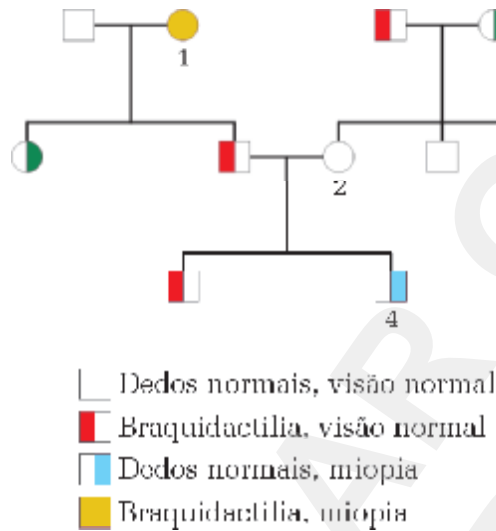 1
2
4
Dedos normais, visão normal
Braquidactilia, visão normal
Dedos normais, miopia
Braquidactilia, miopia